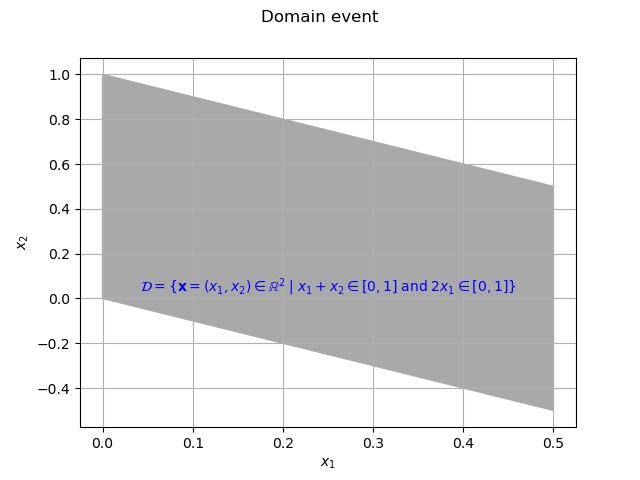 Domain event
1.0
0.8
0.6
0.4
0.2
0.0
−0.2
−0.4
x₂
𝒟 = {𝐱 = (x₁, x₂) ∈ ℝ² | x₁ + x₂ ∈ [0, 1] and 2x₁ ∈ [0, 1]}
0.0 0.1 0.2 0.3 0.4 0.5
x₁